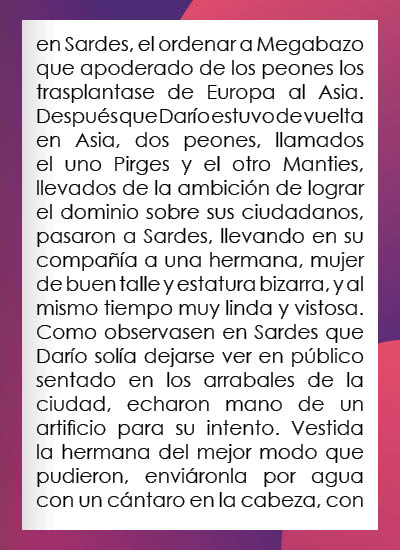 en Sardes, el ordenar a Megabazo
que apoderado de los peones los
trasplantase de Europa al Asia.
Después que Darío estuvo de vuelta
en Asia, dos peones, llamados
el uno Pirges y el otro Manties,
llevados de la ambición de lograr
el dominio sobre sus ciudadanos,
pasaron a Sardes, llevando en su
compañía a una hermana, mujer
de buen talle y estatura bizarra, y al
mismo tiempo muy linda y vistosa.
Como observasen en Sardes que
Darío solía dejarse ver en público
sentado en los arrabales de la
ciudad, echaron mano de un
artificio para su intento. Vestida
la hermana del mejor modo que
pudieron, enviáronla por agua
con un cántaro en la cabeza, con